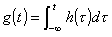 g(t) = ∫_{-∞}^{t} h(τ)dτ